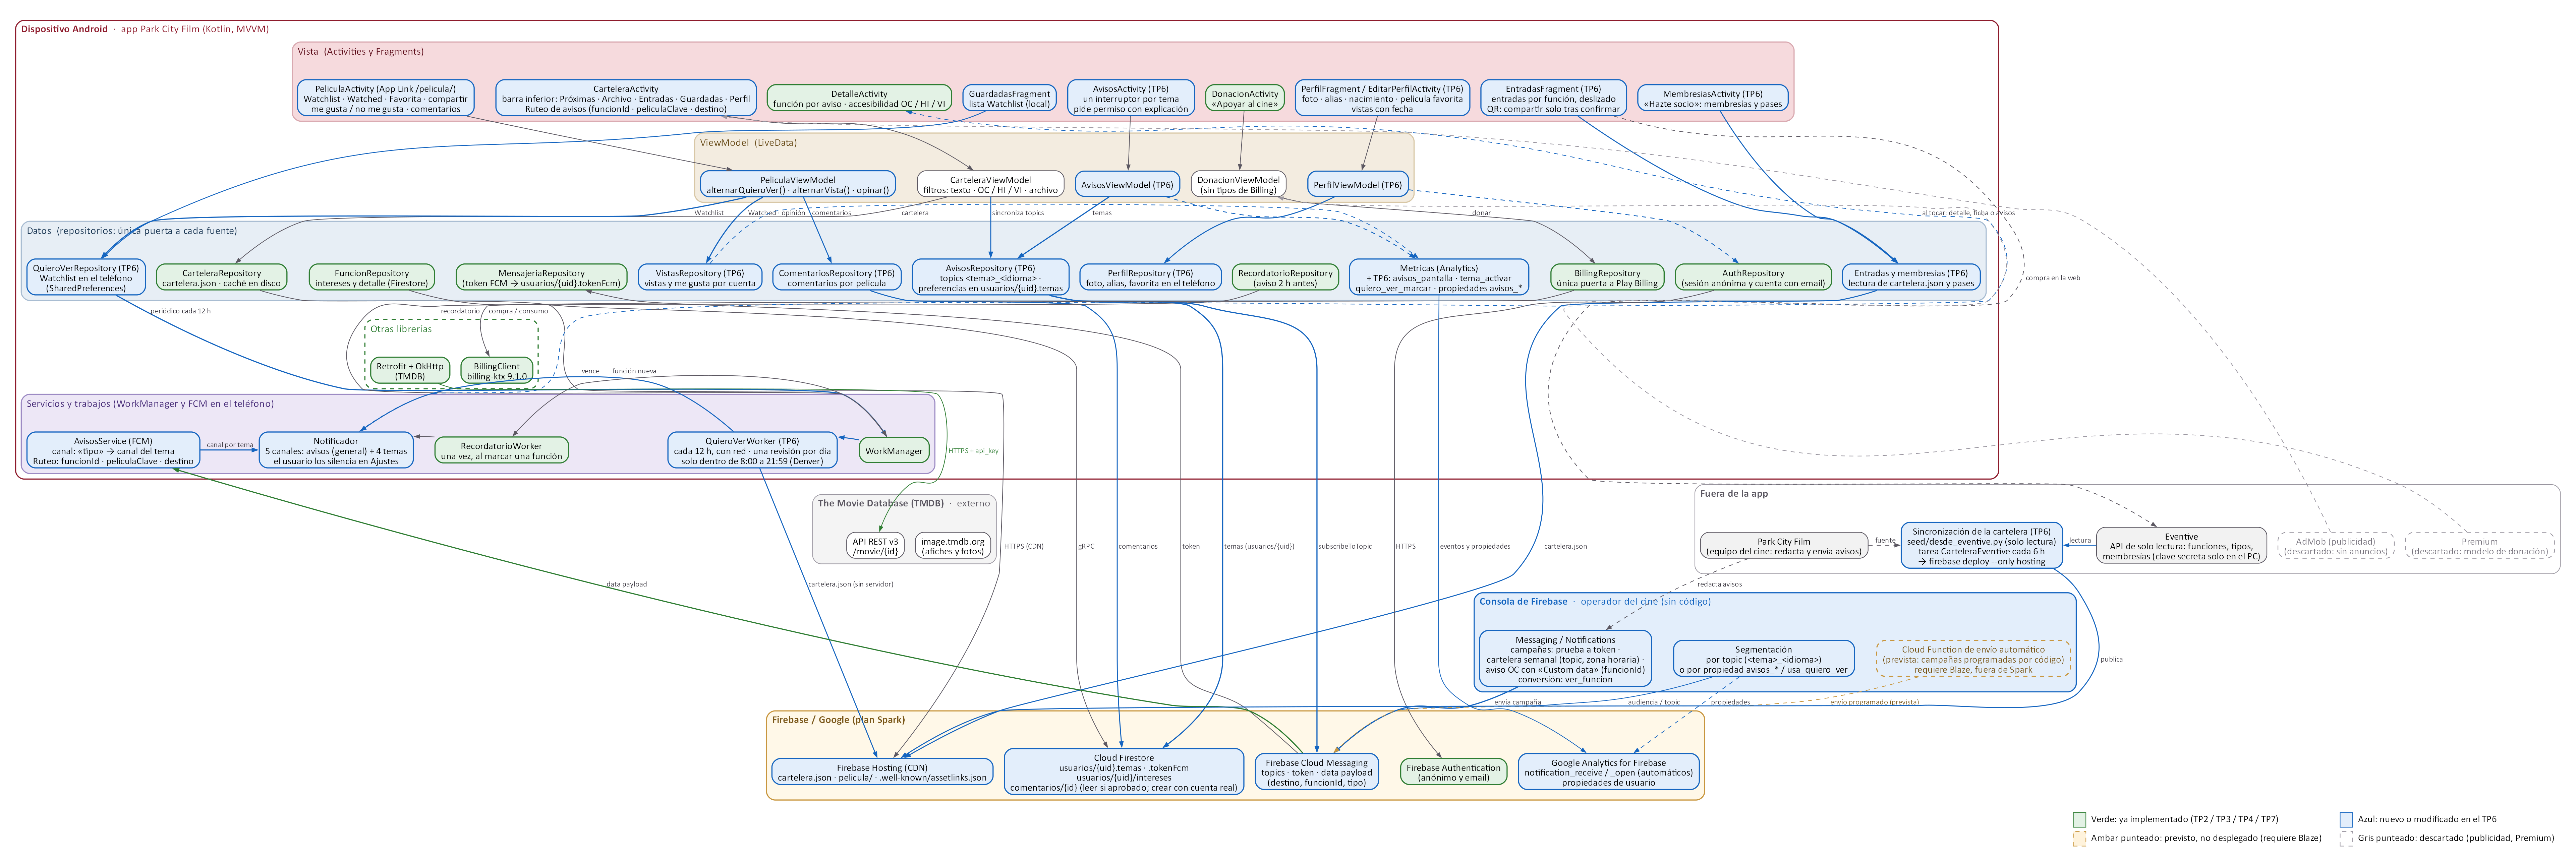 Dispositivo Android · app Park City Film (Kotlin, MVVM)
Vista (Activities y Fragments)
PeliculaActivity (App Link /pelicula/)
Watchlist · Watched · Favorita · compartir
me gusta / no me gusta · comentarios
CarteleraActivity
barra inferior: Próximas · Archivo · Entradas · Guardadas · Perfil
Ruteo de avisos (funcionId · peliculaClave · destino)
DetalleActivity
función por aviso · accesibilidad OC / HI / VI
GuardadasFragment
lista Watchlist (local)
AvisosActivity (TP6)
un interruptor por tema
pide permiso con explicación
DonacionActivity
«Apoyar al cine»
PerfilFragment / EditarPerfilActivity (TP6)
foto · alias · nacimiento · película favorita
vistas con fecha
EntradasFragment (TP6)
entradas por función, deslizado
QR: compartir solo tras confirmar
MembresiasActivity (TP6)
«Hazte socio»: membresías y pases
ViewModel (LiveData)
PeliculaViewModel
alternarQuieroVer() · alternarVista() · opinar()
CarteleraViewModel
filtros: texto · OC / HI / VI · archivo
AvisosViewModel (TP6)
DonacionViewModel
(sin tipos de Billing)
PerfilViewModel (TP6)
Watchlist
Watched · opinión
comentarios
cartelera
sincroniza topics
temas
donar
al tocar: detalle, ficha o avisos
Datos (repositorios: única puerta a cada fuente)
QuieroVerRepository (TP6)
Watchlist en el teléfono
(SharedPreferences)
CarteleraRepository
cartelera.json · caché en disco
FuncionRepository
intereses y detalle (Firestore)
MensajeriaRepository
(token FCM → usuarios/{uid}.tokenFcm)
VistasRepository (TP6)
vistas y me gusta por cuenta
ComentariosRepository (TP6)
comentarios por película
AvisosRepository (TP6)
topics <tema>_<idioma> ·
preferencias en usuarios/{uid}.temas
PerfilRepository (TP6)
foto, alias, favorita en el teléfono
RecordatorioRepository
(aviso 2 h antes)
Metricas (Analytics)
+ TP6: avisos_pantalla · tema_activar
quiero_ver_marcar · propiedades avisos_*
BillingRepository
única puerta a Play Billing
AuthRepository
(sesión anónima y cuenta con email)
Entradas y membresías (TP6)
lectura de cartelera.json y pases
compra en la web
periódico cada 12 h
recordatorio
compra / consumo
Otras librerías
Retrofit + OkHttp
(TMDB)
BillingClient
billing-ktx 9.1.0
vence
función nueva
Servicios y trabajos (WorkManager y FCM en el teléfono)
AvisosService (FCM)
canal: «tipo» → canal del tema
Ruteo: funcionId · peliculaClave · destino
canal por tema
Notificador
5 canales: avisos (general) + 4 temas
el usuario los silencia en Ajustes
RecordatorioWorker
una vez, al marcar una función
QuieroVerWorker (TP6)
cada 12 h, con red · una revisión por día
solo dentro de 8:00 a 21:59 (Denver)
WorkManager
HTTPS + api_key
The Movie Database (TMDB) · externo
API REST v3
/movie/{id}
image.tmdb.org
(afiches y fotos)
HTTPS (CDN)
gRPC
comentarios
token
temas (usuarios/{uid})
subscribeToTopic
HTTPS
eventos y propiedades
cartelera.json
data payload
cartelera.json (sin servidor)
Fuera de la app
Park City Film
(equipo del cine: redacta y envía avisos)
fuente
Sincronización de la cartelera (TP6)
seed/desde_eventive.py (solo lectura)
tarea CarteleraEventive cada 6 h
→ firebase deploy --only hosting
lectura
Eventive
API de solo lectura: funciones, tipos,
membresías (clave secreta solo en el PC)
AdMob (publicidad)
(descartado: sin anuncios)
Premium
(descartado: modelo de donación)
redacta avisos
Consola de Firebase · operador del cine (sin código)
Messaging / Notifications
campañas: prueba a token ·
cartelera semanal (topic, zona horaria) ·
aviso OC con «Custom data» (funcionId)
conversión: ver_funcion
Segmentación
por topic (<tema>_<idioma>)
o por propiedad avisos_* / usa_quiero_ver
Cloud Function de envío automático
(prevista: campañas programadas por código)
requiere Blaze, fuera de Spark
publica
envía campaña
audiencia / topic
propiedades
envío programado (prevista)
Firebase / Google (plan Spark)
Firebase Hosting (CDN)
cartelera.json · pelicula/ · .well-known/assetlinks.json
Cloud Firestore
usuarios/{uid}.temas · .tokenFcm
usuarios/{uid}/intereses
comentarios/{id} (leer si aprobado; crear con cuenta real)
Firebase Cloud Messaging
topics · token · data payload
(destino, funcionId, tipo)
Firebase Authentication
(anónimo y email)
Google Analytics for Firebase
notification_receive / _open (automáticos)
propiedades de usuario
Verde: ya implementado (TP2 / TP3 / TP4 / TP7)
Azul: nuevo o modificado en el TP6
Ambar punteado: previsto, no desplegado (requiere Blaze)
Gris punteado: descartado (publicidad, Premium)